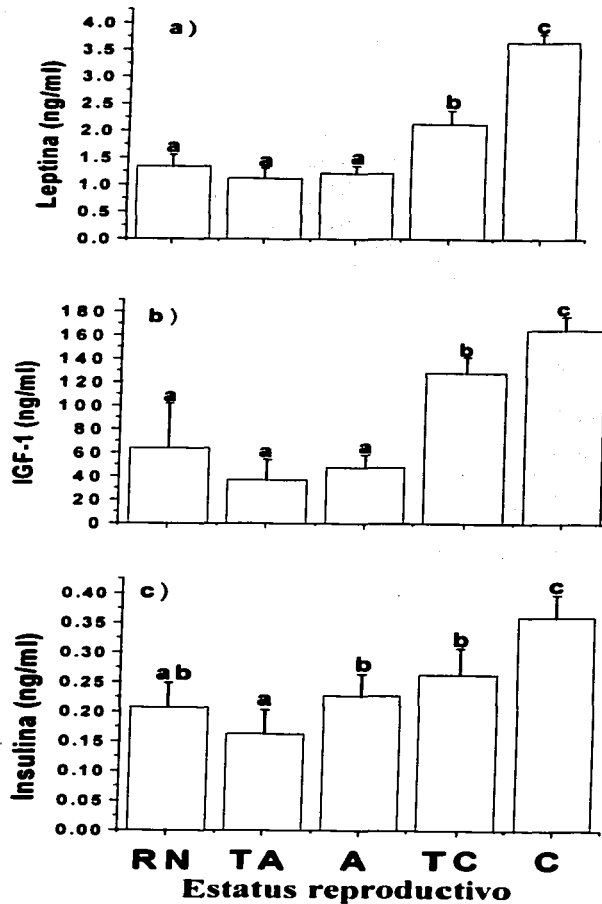 a)
Leptina (ng/ml)
4.0
3.5
3.0
2.5
2.0
1.5
1.0
0.5
0.0
a
a
a
b
c
b)
IGF-1 (ng/ml)
180
160
140
120
100
80
60
40
20
0
a
a
a
b
c
c)
Insulina (ng/ml)
0.40
0.35
0.30
0.25
0.20
0.15
0.10
0.05
0.00
ab
a
b
b
c
RN TA A TC C
Estatus reproductivo